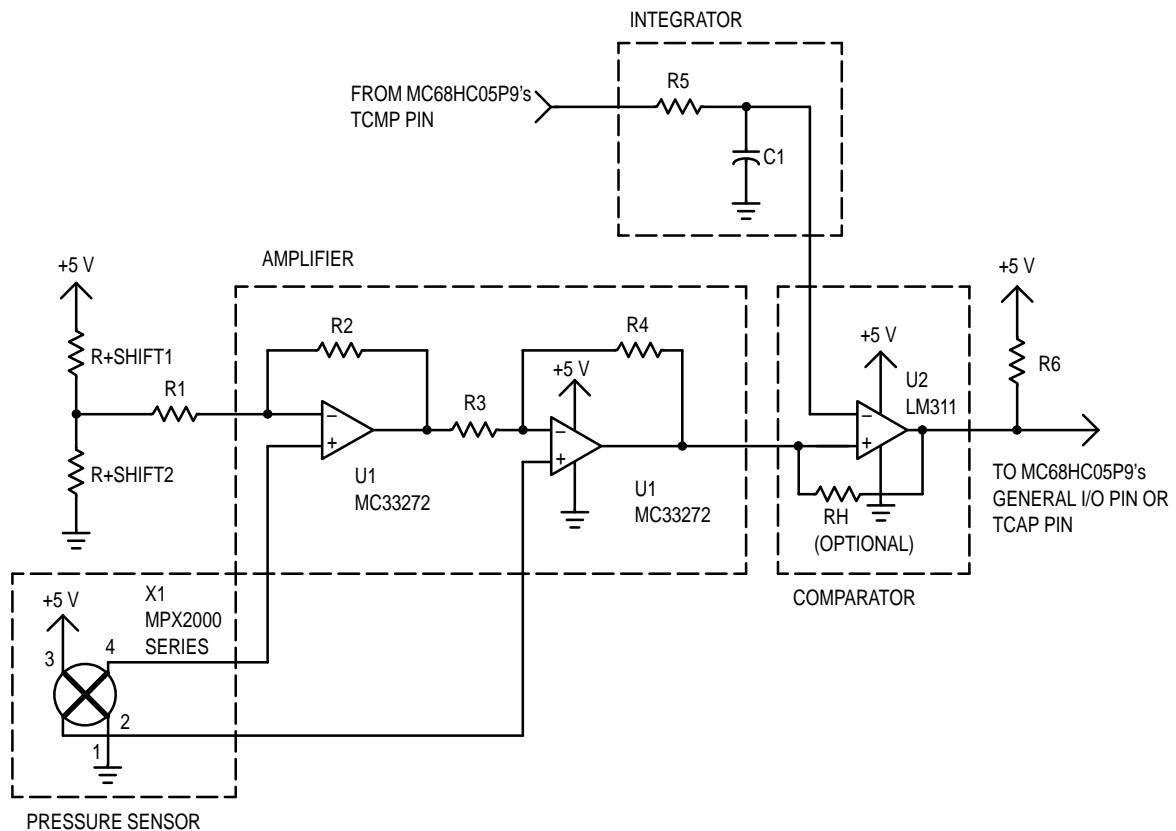 INTEGRATOR
R5
FROM MC68HC05P9's
TCMP PIN
C1
+5 V
AMPLIFIER
+5 V
R2
R4
+5 V
+5 V
R+SHIFT1
R1
R3
U2
LM311
R6
−
+
−
+
−
+
R+SHIFT2
U1
MC33272
U1
MC33272
RH
(OPTIONAL)
TO MC68HC05P9's
GENERAL I/O PIN OR
TCAP PIN
+5 V
X1
MPX2000
SERIES
COMPARATOR
3
4
2
1
PRESSURE SENSOR